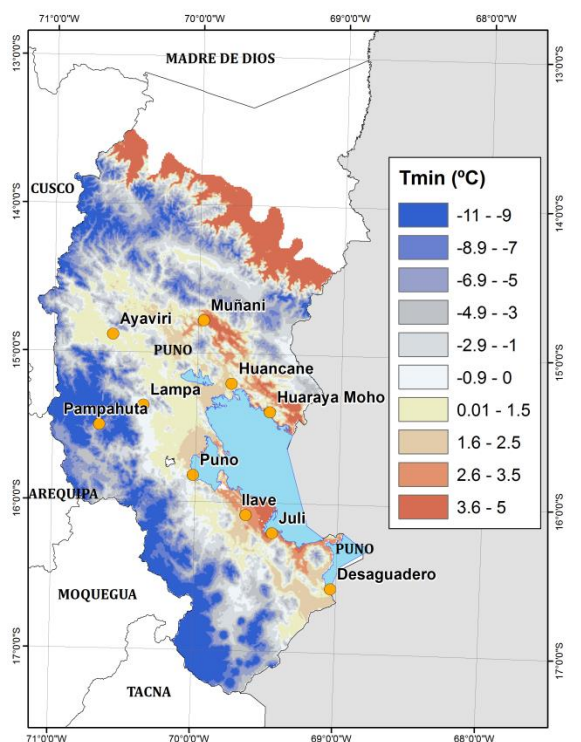 71°0'0"W
70°0'0"W
69°0'0"W
68°0'0"W
13°0'0"S
13°0'0"S
MADRE DE DIOS
CUSCO
14°0'0"S
14°0'0"S
Tmin (ºC)
-11 - -9
-8.9 - -7
-6.9 - -5
-4.9 - -3
-2.9 - -1
-0.9 - 0
0.01 - 1.5
1.6 - 2.5
2.6 - 3.5
3.6 - 5
Muñani
Ayaviri
PUNO
15°0'0"S
15°0'0"S
Huancane
Lampa
Huaraya Moho
Pampahuta
Puno
AREQUIPA
16°0'0"S
16°0'0"S
Ilave
Juli
PUNO
Desaguadero
MOQUEGUA
17°0'0"S
17°0'0"S
TACNA
71°0'0"W
70°0'0"W
69°0'0"W
68°0'0"W